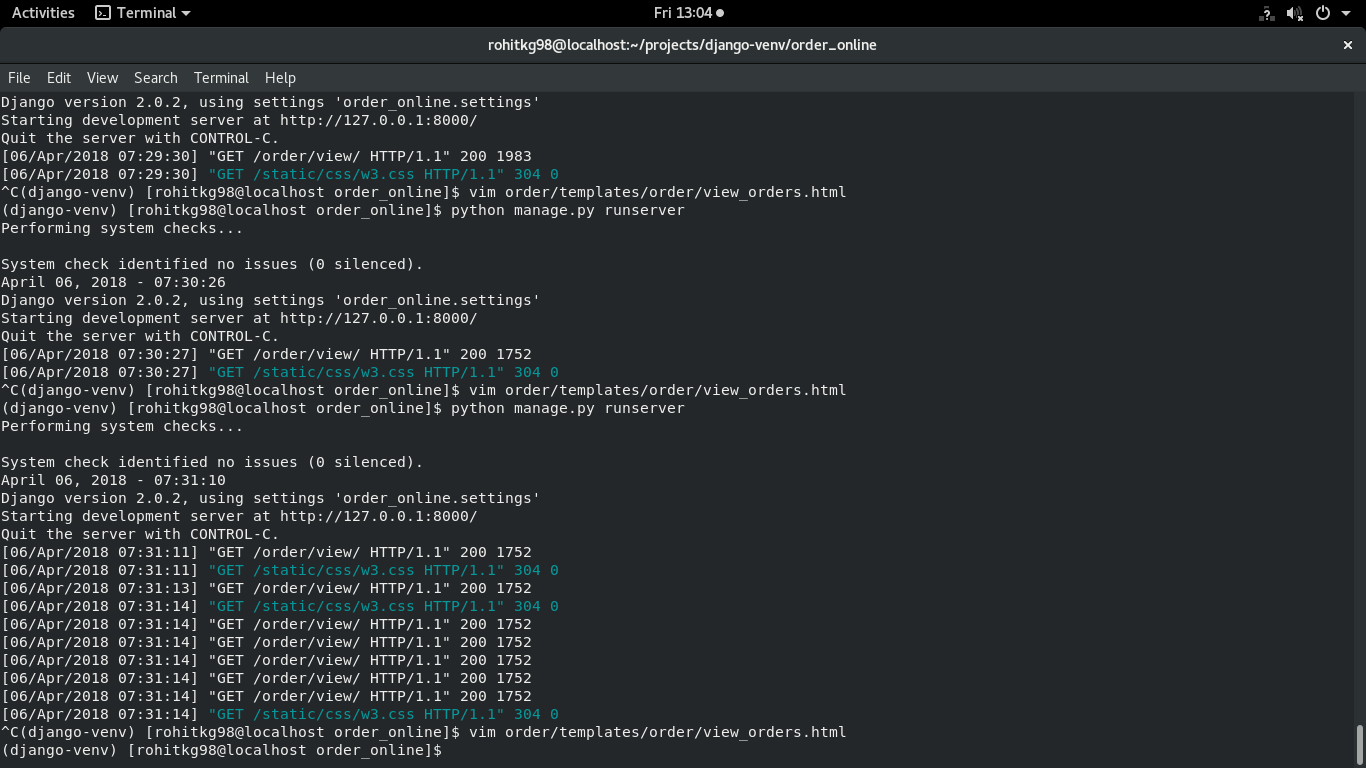 Activities Terminal Fri 13:04
rohitkg98@localhost:~/projects/django-venv/order_online
File Edit View Search Terminal Help
Django version 2.0.2, using settings 'order_online.settings'
Starting development server at http://127.0.0.1:8000/
Quit the server with CONTROL-C.
[06/Apr/2018 07:29:30] "GET /order/view/ HTTP/1.1" 200 1983
[06/Apr/2018 07:29:30] "GET /static/css/w3.css HTTP/1.1" 304 0
^C(django-venv) [rohitkg98@localhost order_online]$ vim order/templates/order/view_orders.html
(django-venv) [rohitkg98@localhost order_online]$ python manage.py runserver
Performing system checks...

System check identified no issues (0 silenced).
April 06, 2018 - 07:30:26
Django version 2.0.2, using settings 'order_online.settings'
Starting development server at http://127.0.0.1:8000/
Quit the server with CONTROL-C.
[06/Apr/2018 07:30:27] "GET /order/view/ HTTP/1.1" 200 1752
[06/Apr/2018 07:30:27] "GET /static/css/w3.css HTTP/1.1" 304 0
^C(django-venv) [rohitkg98@localhost order_online]$ vim order/templates/order/view_orders.html
(django-venv) [rohitkg98@localhost order_online]$ python manage.py runserver
Performing system checks...

System check identified no issues (0 silenced).
April 06, 2018 - 07:31:10
Django version 2.0.2, using settings 'order_online.settings'
Starting development server at http://127.0.0.1:8000/
Quit the server with CONTROL-C.
[06/Apr/2018 07:31:11] "GET /order/view/ HTTP/1.1" 200 1752
[06/Apr/2018 07:31:11] "GET /static/css/w3.css HTTP/1.1" 304 0
[06/Apr/2018 07:31:13] "GET /order/view/ HTTP/1.1" 200 1752
[06/Apr/2018 07:31:14] "GET /static/css/w3.css HTTP/1.1" 304 0
[06/Apr/2018 07:31:14] "GET /order/view/ HTTP/1.1" 200 1752
[06/Apr/2018 07:31:14] "GET /order/view/ HTTP/1.1" 200 1752
[06/Apr/2018 07:31:14] "GET /order/view/ HTTP/1.1" 200 1752
[06/Apr/2018 07:31:14] "GET /order/view/ HTTP/1.1" 200 1752
[06/Apr/2018 07:31:14] "GET /order/view/ HTTP/1.1" 200 1752
[06/Apr/2018 07:31:14] "GET /static/css/w3.css HTTP/1.1" 304 0
^C(django-venv) [rohitkg98@localhost order_online]$ vim order/templates/order/view_orders.html
(django-venv) [rohitkg98@localhost order_online]$